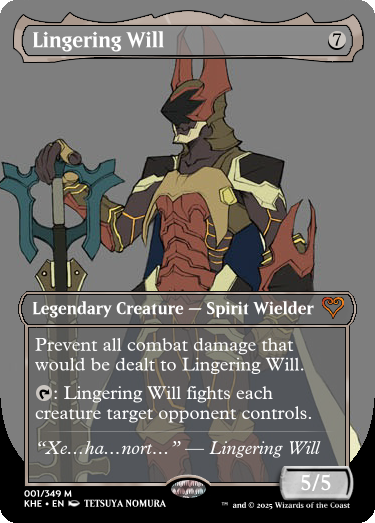 Lingering Will 7
Legendary Creature — Spirit Wielder
Prevent all combat damage that
would be dealt to Lingering Will.
: Lingering Will fights each
creature target opponent controls.
“Xe...ha...nort...” — Lingering Will
5/5
001/349 M
KHE • EN TETSUYA NOMURA
™ and © 2025 Wizards of the Coast